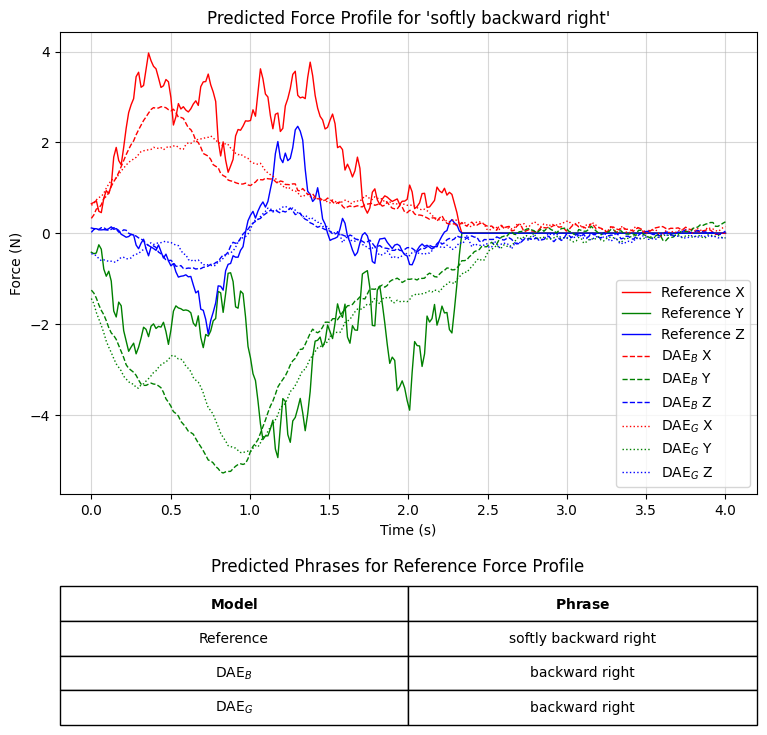 Predicted Force Profile for 'softly backward right'
Force (N)
4
2
0
−2
−4
Reference X
Reference Y
Reference Z
DAE_B X
DAE_B Y
DAE_B Z
DAE_G X
DAE_G Y
DAE_G Z
0.0 0.5 1.0 1.5 2.0 2.5 3.0 3.5 4.0
Time (s)
Predicted Phrases for Reference Force Profile
Model Phrase
Reference softly backward right
DAE_B backward right
DAE_G backward right